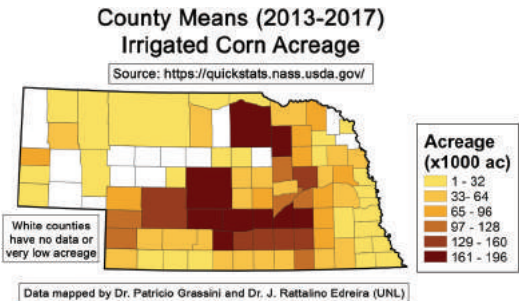 County Means (2013-2017)
Irrigated Corn Acreage
Source: https://quickstats.nass.usda.gov/
Acreage
(x1000 ac)
1 - 32
33- 64
65 - 96
97 - 128
129 - 160
161 - 196
White counties
have no data or
very low acreage
Data mapped by Dr. Patricio Grassini and Dr. J. Rattalino Edreira (UNL)